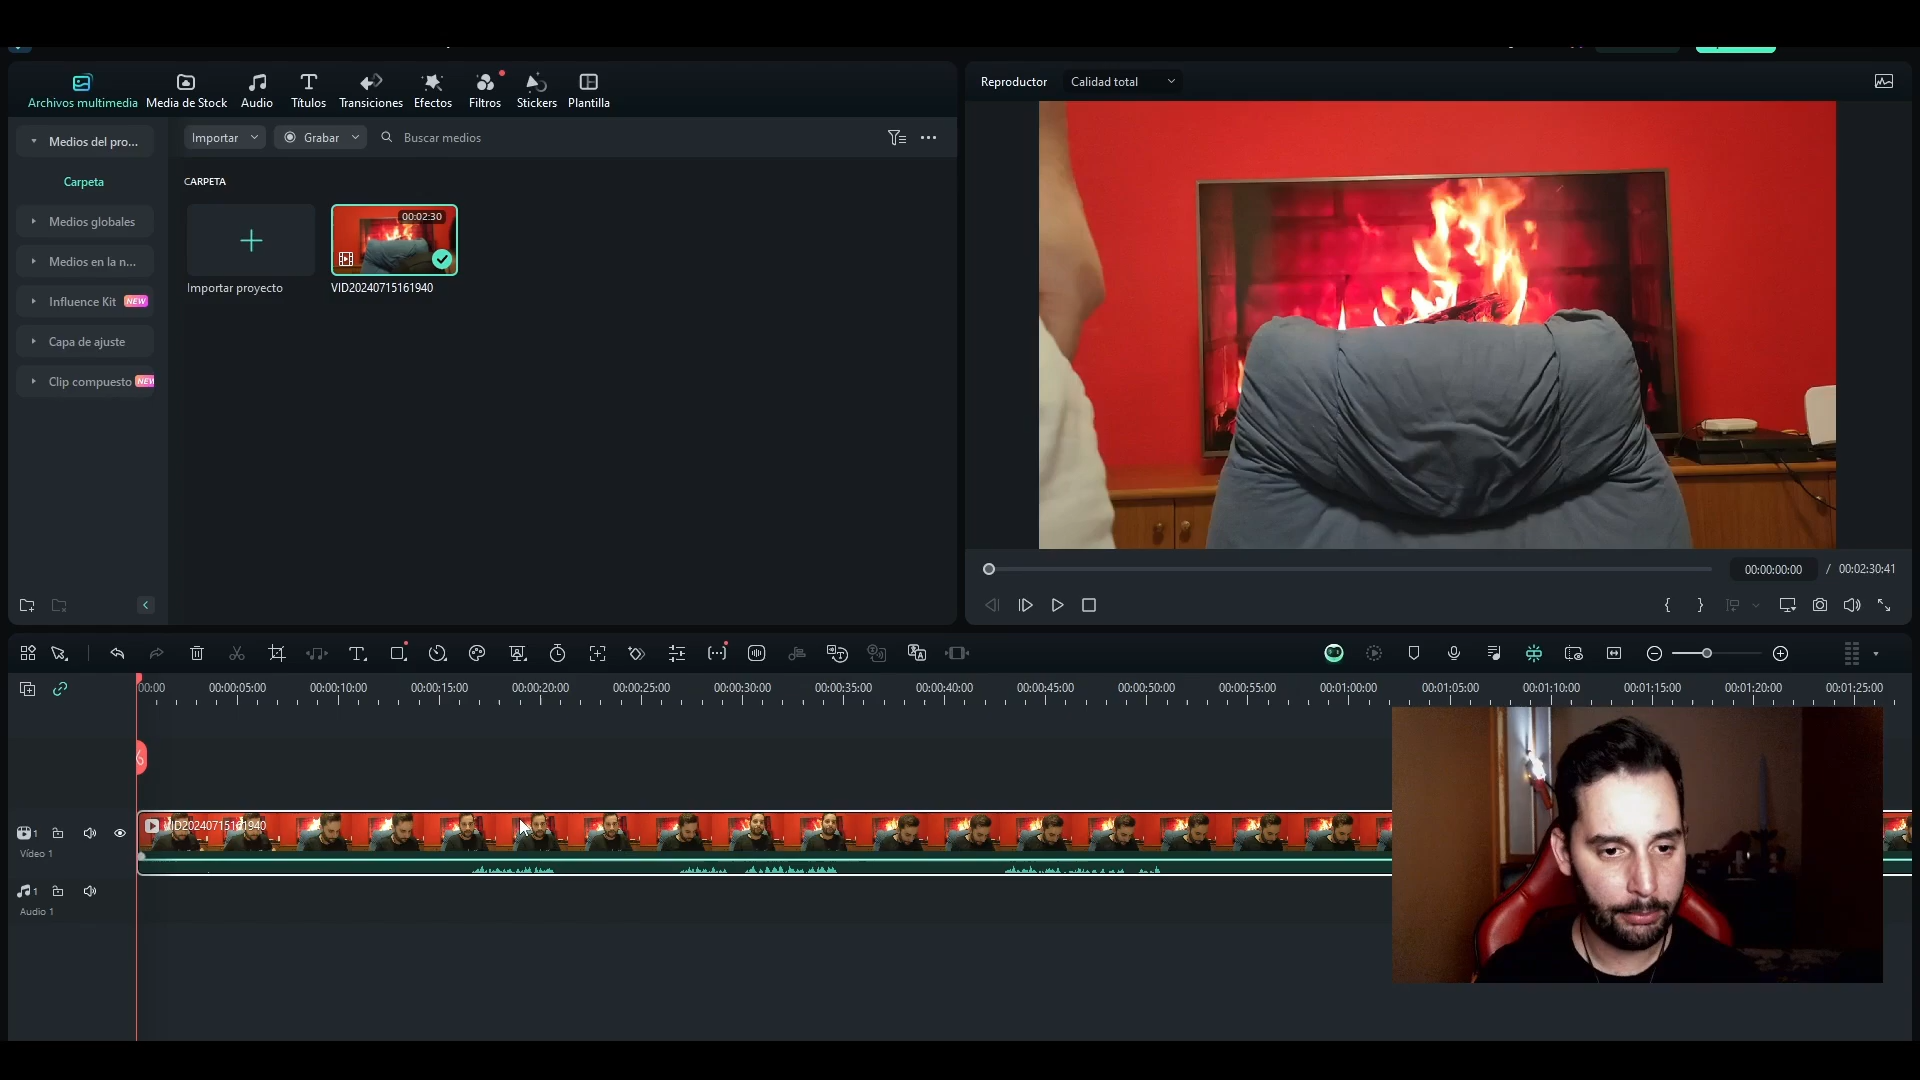 Archivos multimedia
Media de Stock
Audio
Títulos
Transiciones
Efectos
Filtros
Stickers
Plantilla
Reproductor
Calidad total
Medios del pro...
Importar
Grabar
Buscar medios
Carpeta
CARPETA
Medios globales
00:02:30
Medios en la n...
Importar proyecto
VID20240715161940
Influence Kit NEW
Capa de ajuste
Clip compuesto NEW
00:00:00:00 / 00:02:30:41
00:00 00:00:05:00 00:00:10:00 00:00:15:00 00:00:20:00 00:00:25:00 00:00:30:00 00:00:35:00 00:00:40:00 00:00:45:00 00:00:50:00 00:00:55:00 00:01:00:00 00:01:05:00 00:01:10:00 00:01:15:00 00:01:20:00 00:01:25:00
VID20240715161940
1
Vídeo 1
1
Audio 1